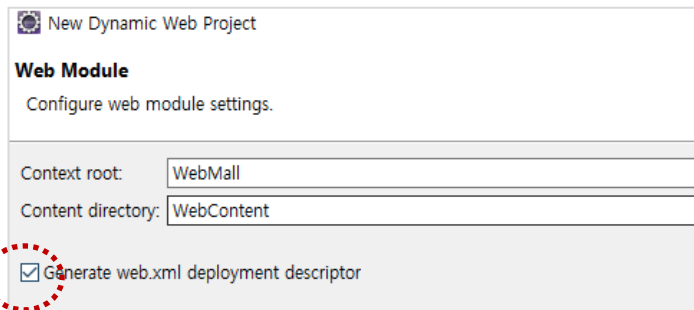 New Dynamic Web Project
Web Module
Configure web module settings.
Context root: WebMall
Content directory: WebContent
Generate web.xml deployment descriptor